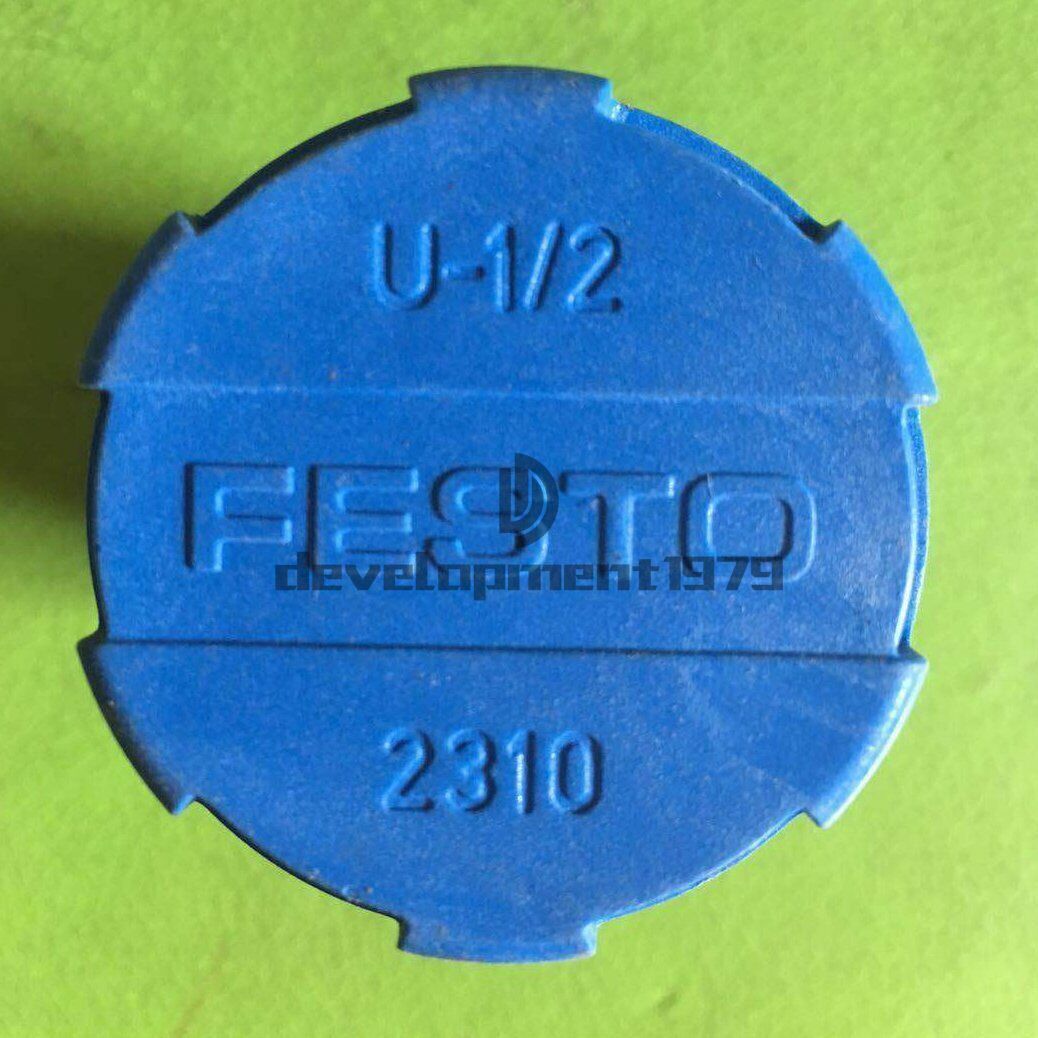 U-1/2
FESTO
development1979
2310